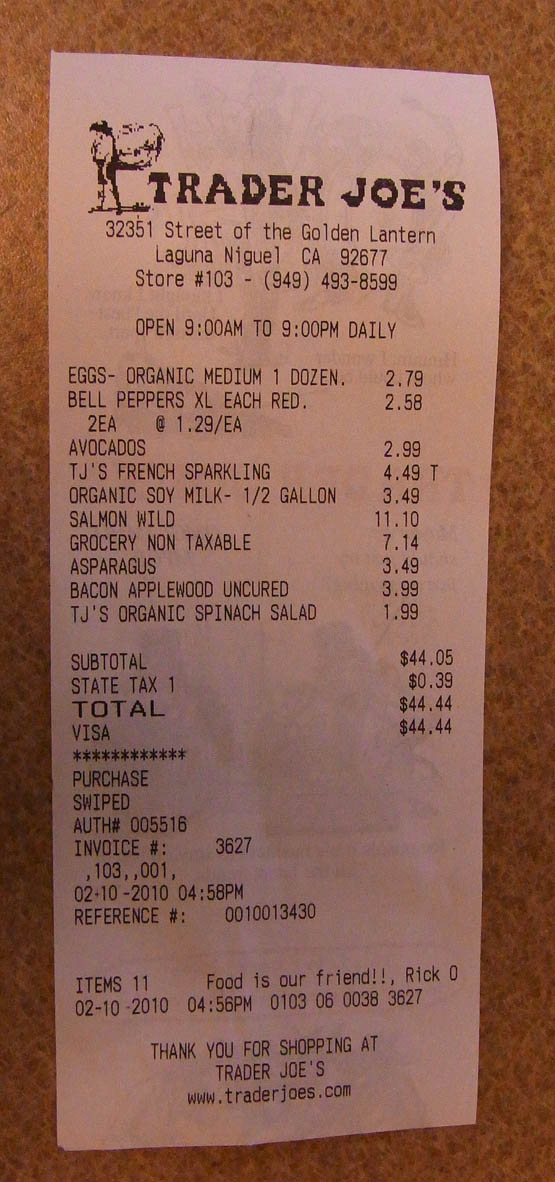 TRADER JOE'S
32351 Street of the Golden Lantern
Laguna Niguel CA 92677
Store #103 - (949) 493-8599
OPEN 9:00AM TO 9:00PM DAILY
EGGS- ORGANIC MEDIUM 1 DOZEN. 2.79
BELL PEPPERS XL EACH RED. 2.58
2EA @ 1.29/EA
AVOCADOS 2.99
TJ'S FRENCH SPARKLING 4.49 T
ORGANIC SOY MILK- 1/2 GALLON 3.49
SALMON WILD 11.10
GROCERY NON TAXABLE 7.14
ASPARAGUS 3.49
BACON APPLEWOOD UNCURED 3.99
TJ'S ORGANIC SPINACH SALAD 1.99
SUBTOTAL $44.05
STATE TAX 1 $0.39
TOTAL $44.44
VISA $44.44
************
PURCHASE
SWIPED
AUTH# 005516
INVOICE #: 3627
,103,,001,
02-10-2010 04:58PM
REFERENCE #: 0010013430
ITEMS 11 Food is our friend!!, Rick O
02-10-2010 04:56PM 0103 06 0038 3627
THANK YOU FOR SHOPPING AT
TRADER JOE'S
www.traderjoes.com